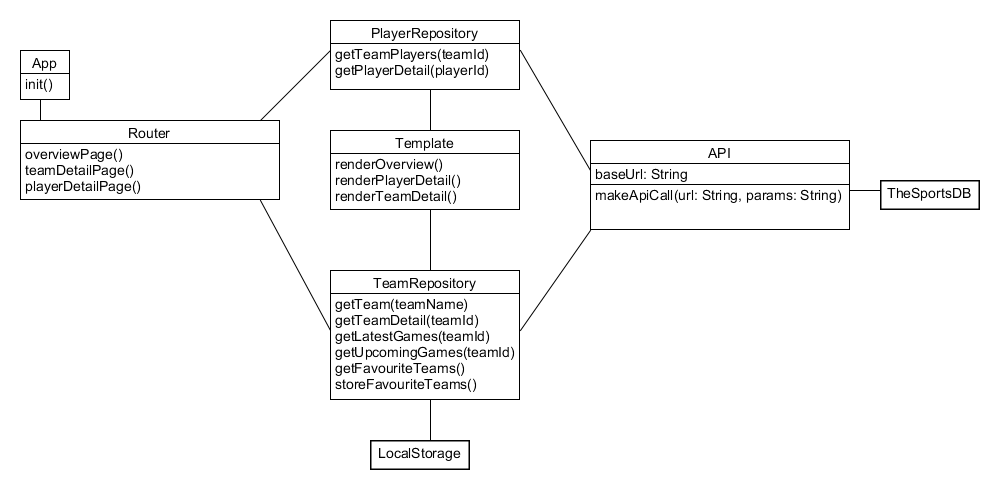 App
init()
Router
overviewPage()
teamDetailPage()
playerDetailPage()
PlayerRepository
getTeamPlayers(teamId)
getPlayerDetail(playerId)
Template
renderOverview()
renderPlayerDetail()
renderTeamDetail()
TeamRepository
getTeam(teamName)
getTeamDetail(teamId)
getLatestGames(teamId)
getUpcomingGames(teamId)
getFavouriteTeams()
storeFavouriteTeams()
LocalStorage
API
baseUrl: String
makeApiCall(url: String, params: String)
TheSportsDB